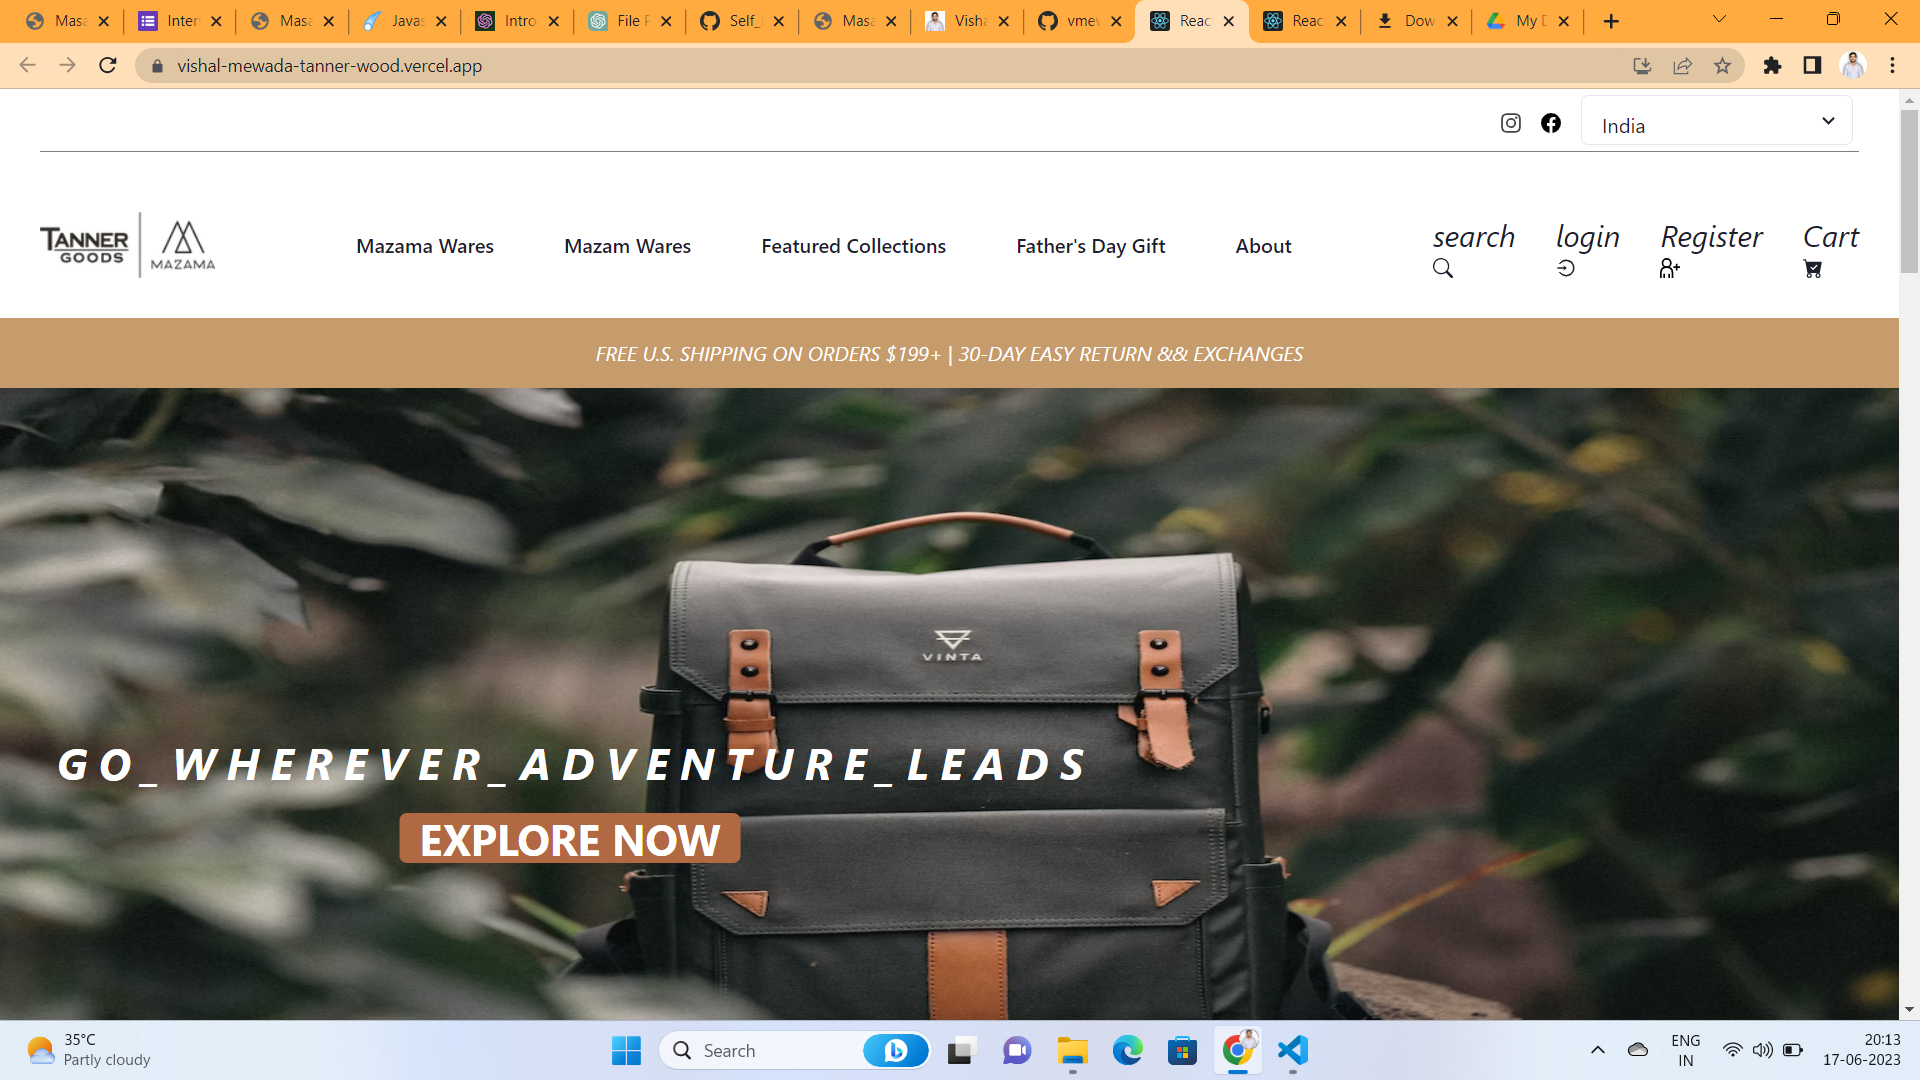 Masa
Inter
Masa
Javas
Intro
File F
Self_
Masa
Visha
vmew
Reac
Reac
Dow
My D
vishal-mewada-tanner-wood.vercel.app
India
TANNER GOODS
MAZAMA
Mazama Wares
Mazam Wares
Featured Collections
Father's Day Gift
About
search
login
Register
Cart
FREE U.S. SHIPPING ON ORDERS $199+ | 30-DAY EASY RETURN && EXCHANGES
VINTA
GO_WHEREVER_ADVENTURE_LEADS
EXPLORE NOW
35°C
Partly cloudy
Search
ENG
IN
20:13
17-06-2023